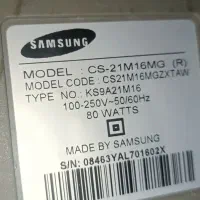 SAMSUNG
MODEL : CS-21M16MG (R)
MODEL CODE : CS21M16MGZXTAW
TYPE NO : KS9A21M16
100-250V~50/60Hz
80 WATTS
MADE BY SAMSUNG
S/N: 08463YAL701602X